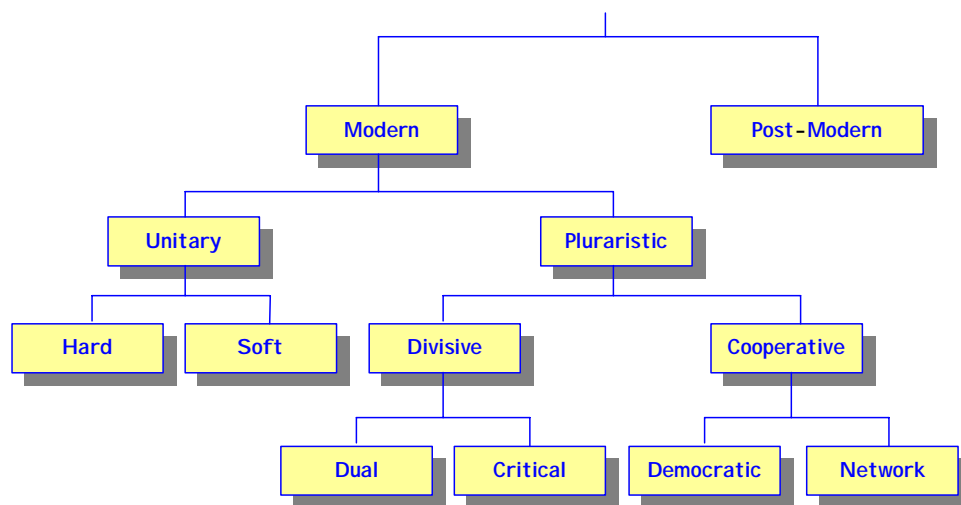 Modern
Post-Modern
Unitary
Pluraristic
Hard
Soft
Divisive
Cooperative
Dual
Critical
Democratic
Network